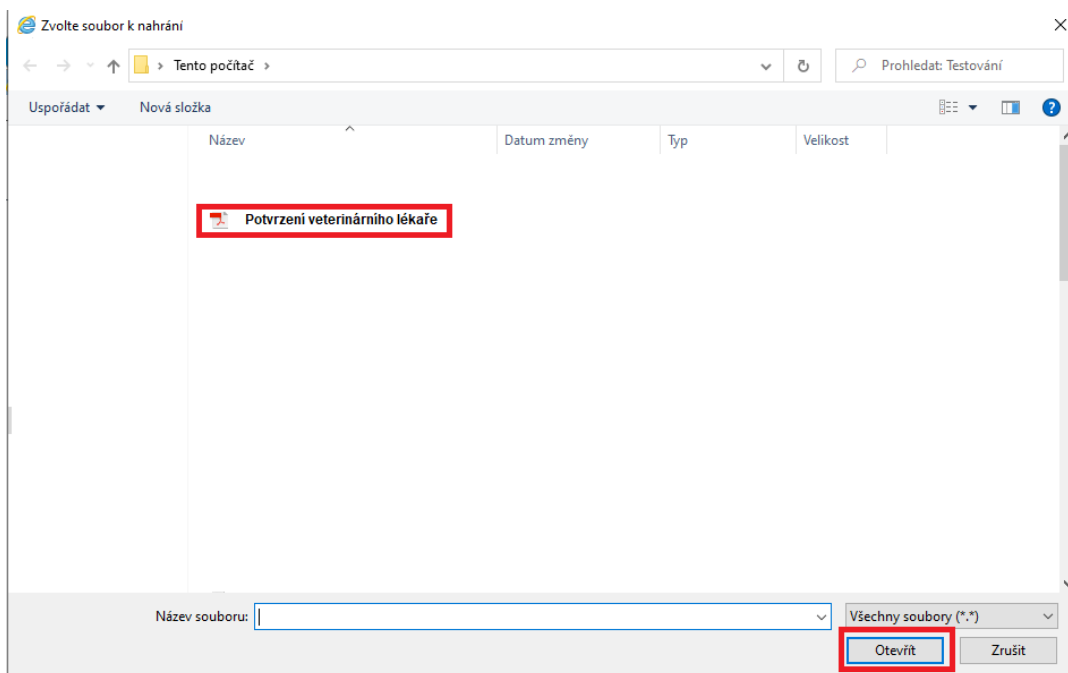 Zvolte soubor k nahrání
Tento počítač
Prohledat: Testování
Uspořádat
Nová složka
Název
Datum změny
Typ
Velikost
Potvrzení veterinárního lékaře
Název souboru:
Všechny soubory (*.*)
Otevřít
Zrušit